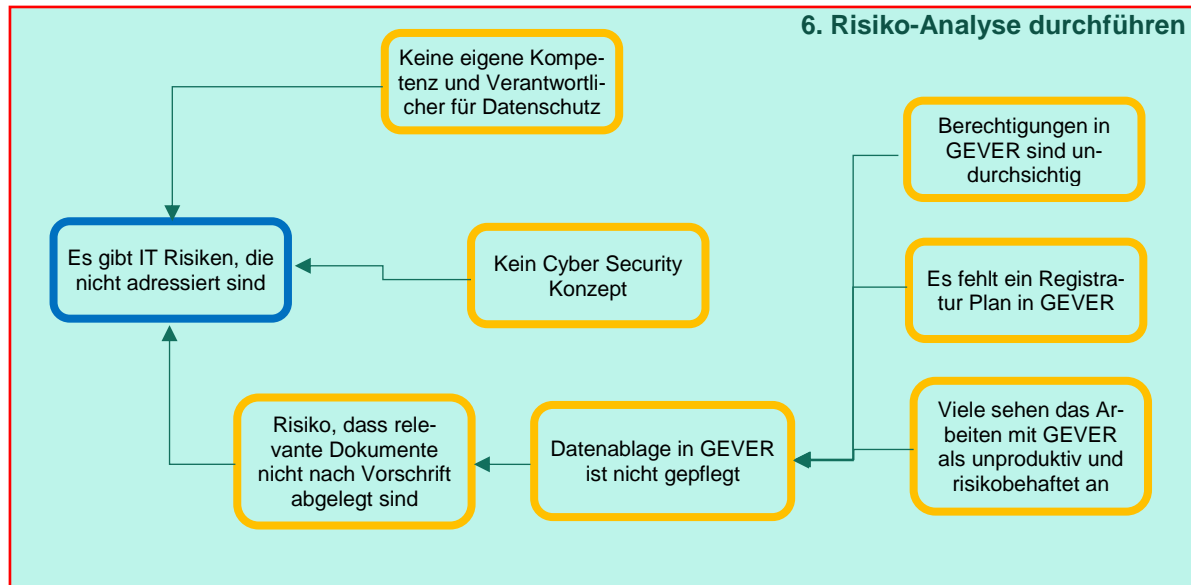 6. Risiko-Analyse durchführen
Keine eigene Kompe-
tenz und Verantwortli-
cher für Datenschutz
Berechtigungen in
GEVER sind un-
durchsichtig
Es gibt IT Risiken, die
nicht adressiert sind
Kein Cyber Security
Konzept
Es fehlt ein Registra-
tur Plan in GEVER
Risiko, dass rele-
vante Dokumente
nicht nach Vorschrift
abgelegt sind
Datenablage in GEVER
ist nicht gepflegt
Viele sehen das Ar-
beiten mit GEVER
als unproduktiv und
risikobehaftet an